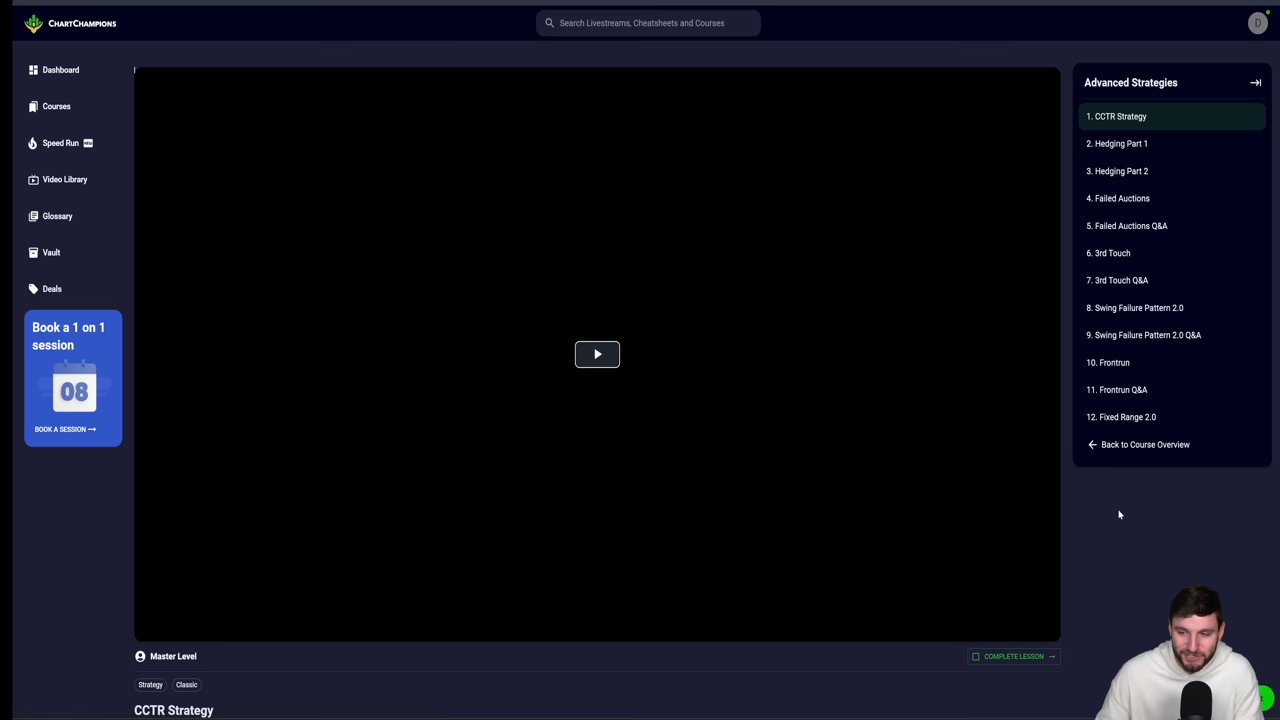 ChartChampions
Search Livestreams, Cheatsheets and Courses
D
Dashboard
Courses
Speed Run NEW
Video Library
Glossary
Vault
Deals
Book a 1 on 1
session
08
BOOK A SESSION
Advanced Strategies
1. CCTR Strategy
2. Hedging Part 1
3. Hedging Part 2
4. Failed Auctions
5. Failed Auctions Q&A
6. 3rd Touch
7. 3rd Touch Q&A
8. Swing Failure Pattern 2.0
9. Swing Failure Pattern 2.0 Q&A
10. Frontrun
11. Frontrun Q&A
12. Fixed Range 2.0
Back to Course Overview
Master Level
COMPLETE LESSON
Strategy
Classic
CCTR Strategy